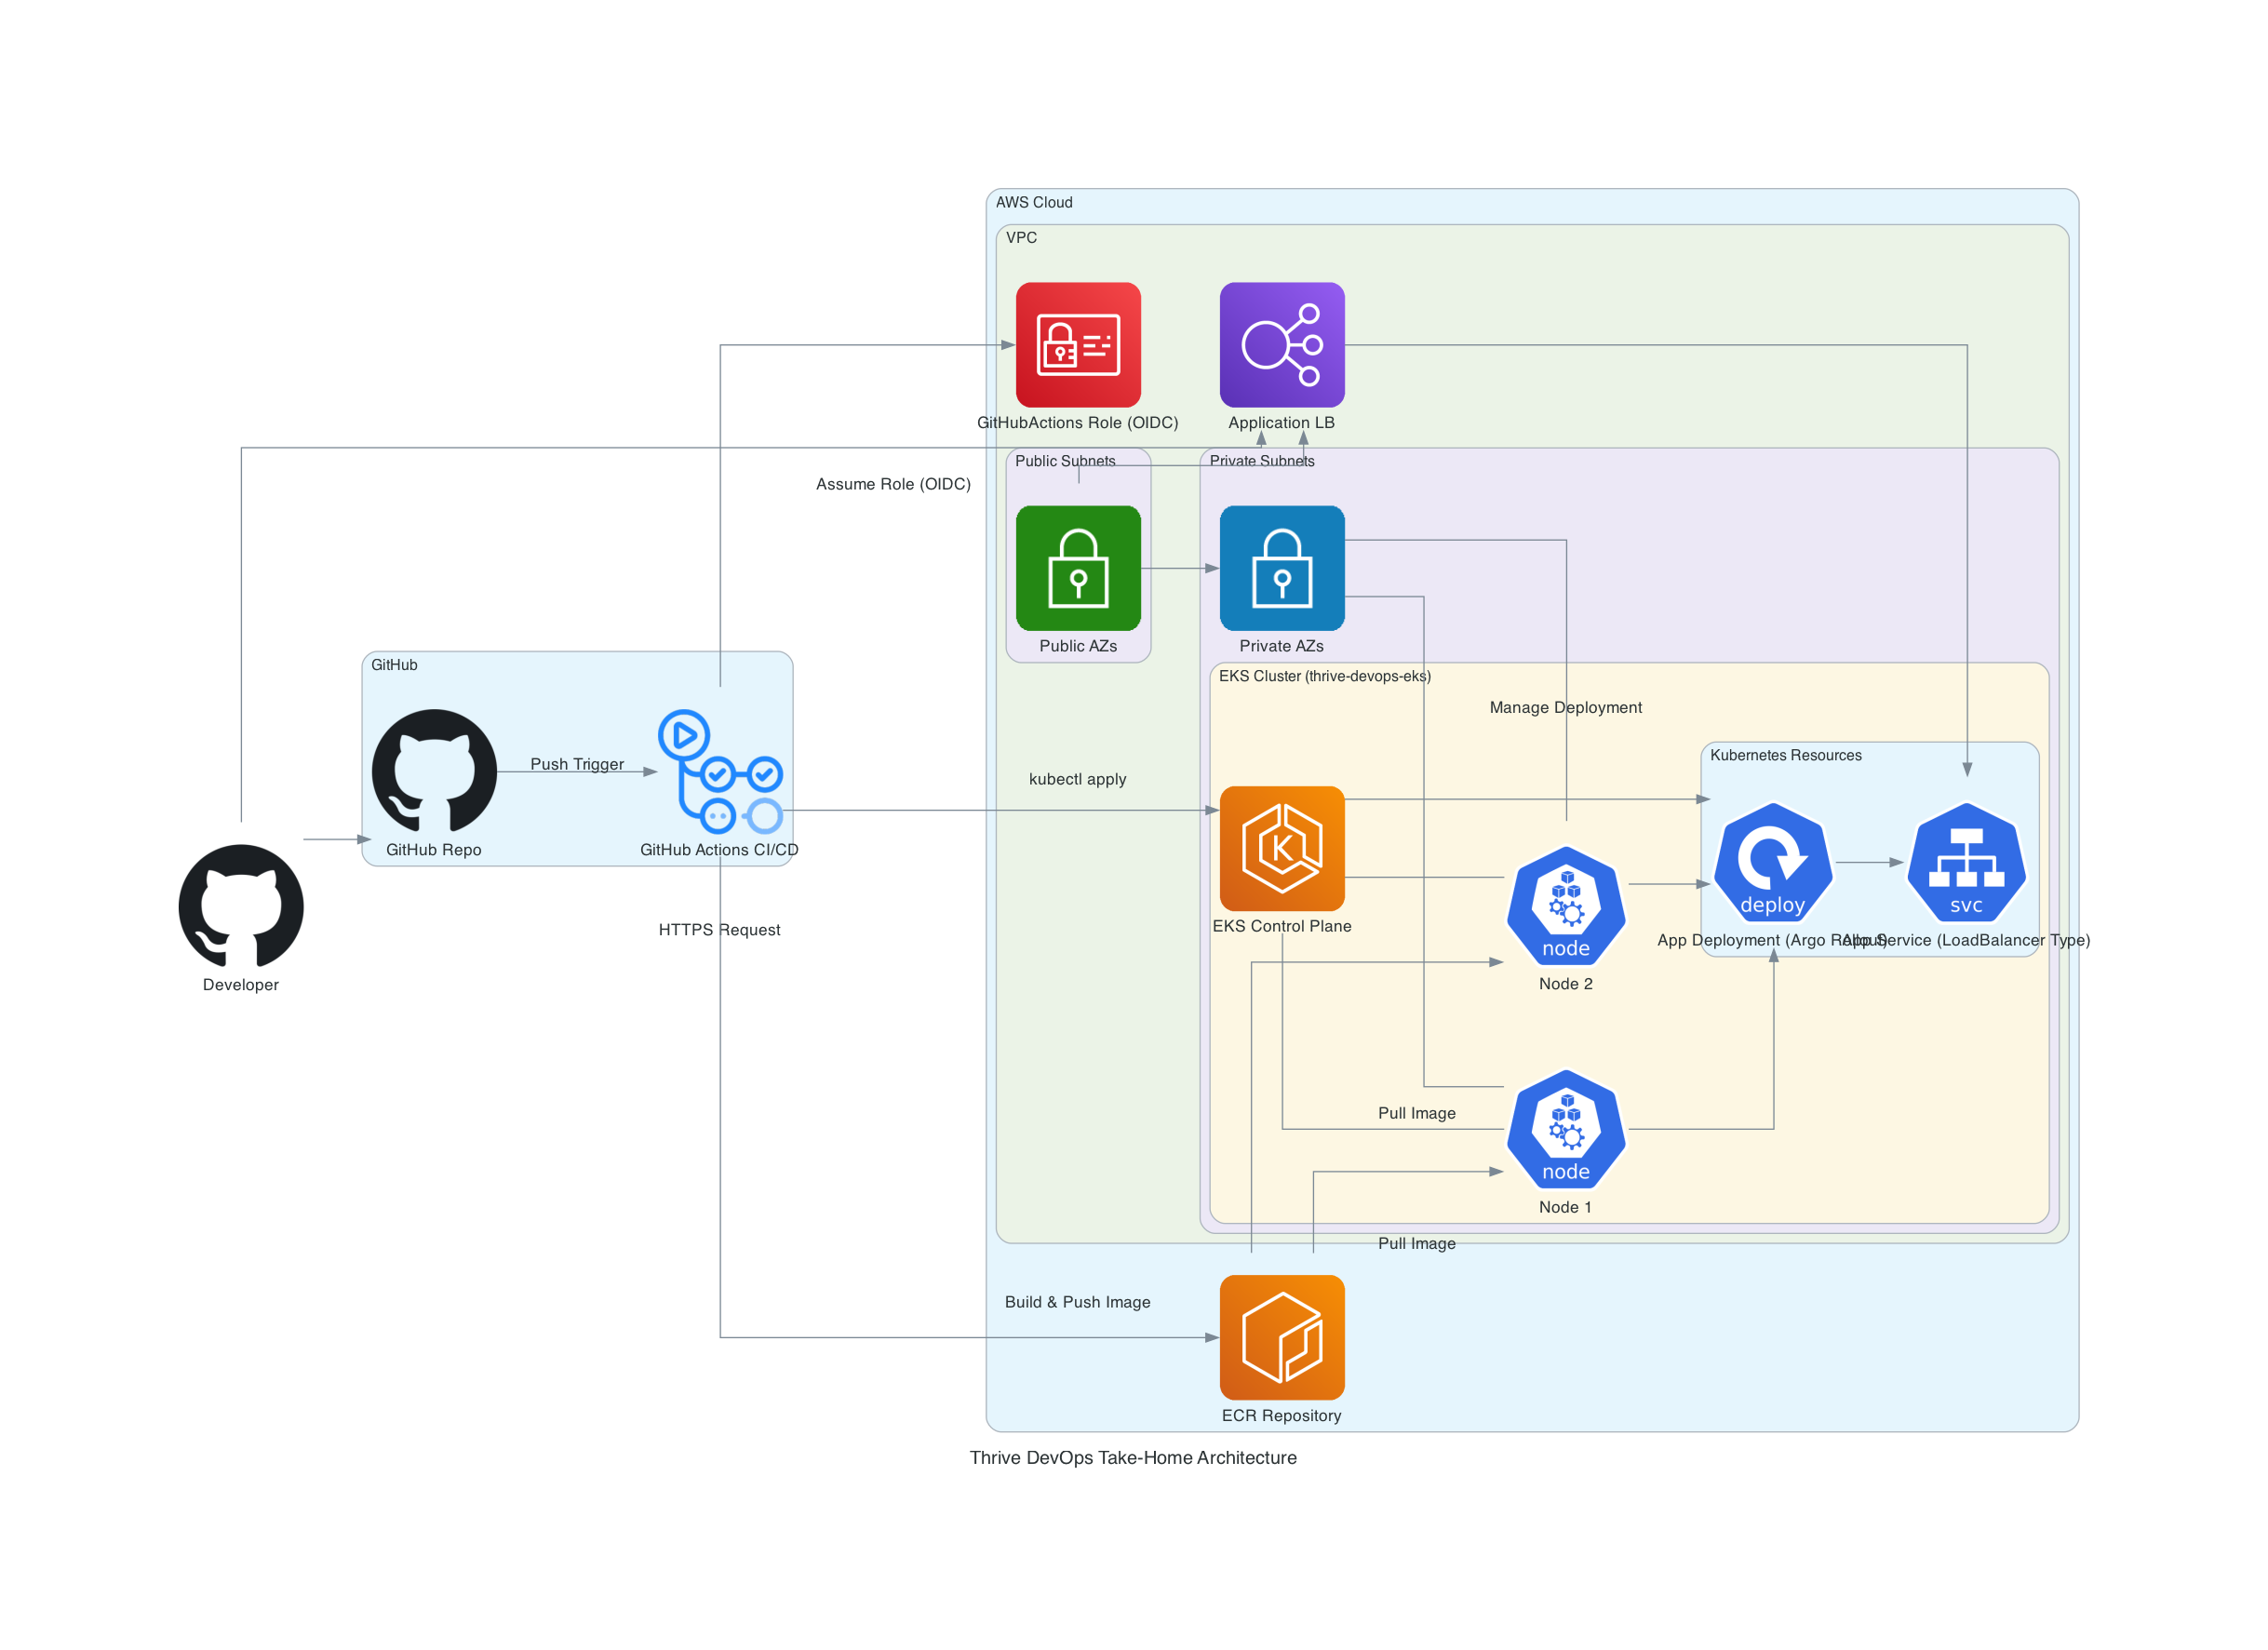 AWS Cloud
VPC
GitHubActions Role (OIDC)
Application LB
Public Subnets
Private Subnets
Assume Role (OIDC)
Public AZs
Private AZs
GitHub
EKS Cluster (thrive-devops-eks)
Manage Deployment
Kubernetes Resources
Push Trigger
kubectl apply
GitHub Repo
GitHub Actions CI/CD
K
deploy
svc
EKS Control Plane
HTTPS Request
App Deployment (Argo Rollout)
App Service (LoadBalancer Type)
node
Node 2
Developer
Pull Image
node
Node 1
Pull Image
Build & Push Image
ECR Repository
Thrive DevOps Take-Home Architecture